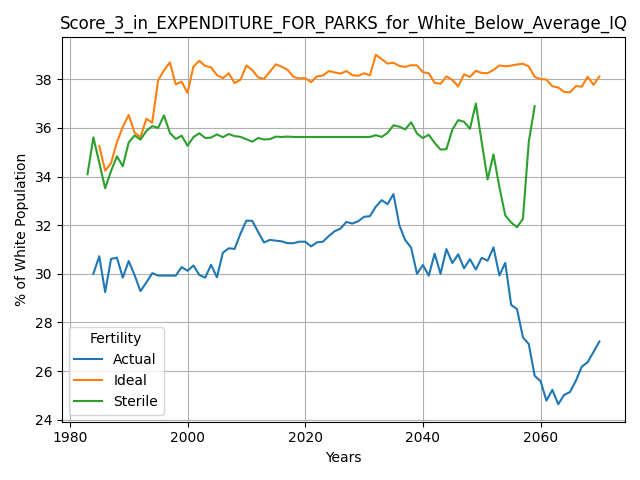 Score_3_in_EXPENDITURE_FOR_PARKS_for_White_Below_Average_IQ
% of White Population
38
36
34
32
30
28
26
24
Fertility
Actual
Ideal
Sterile
1980
2000
2020
2040
2060
Years